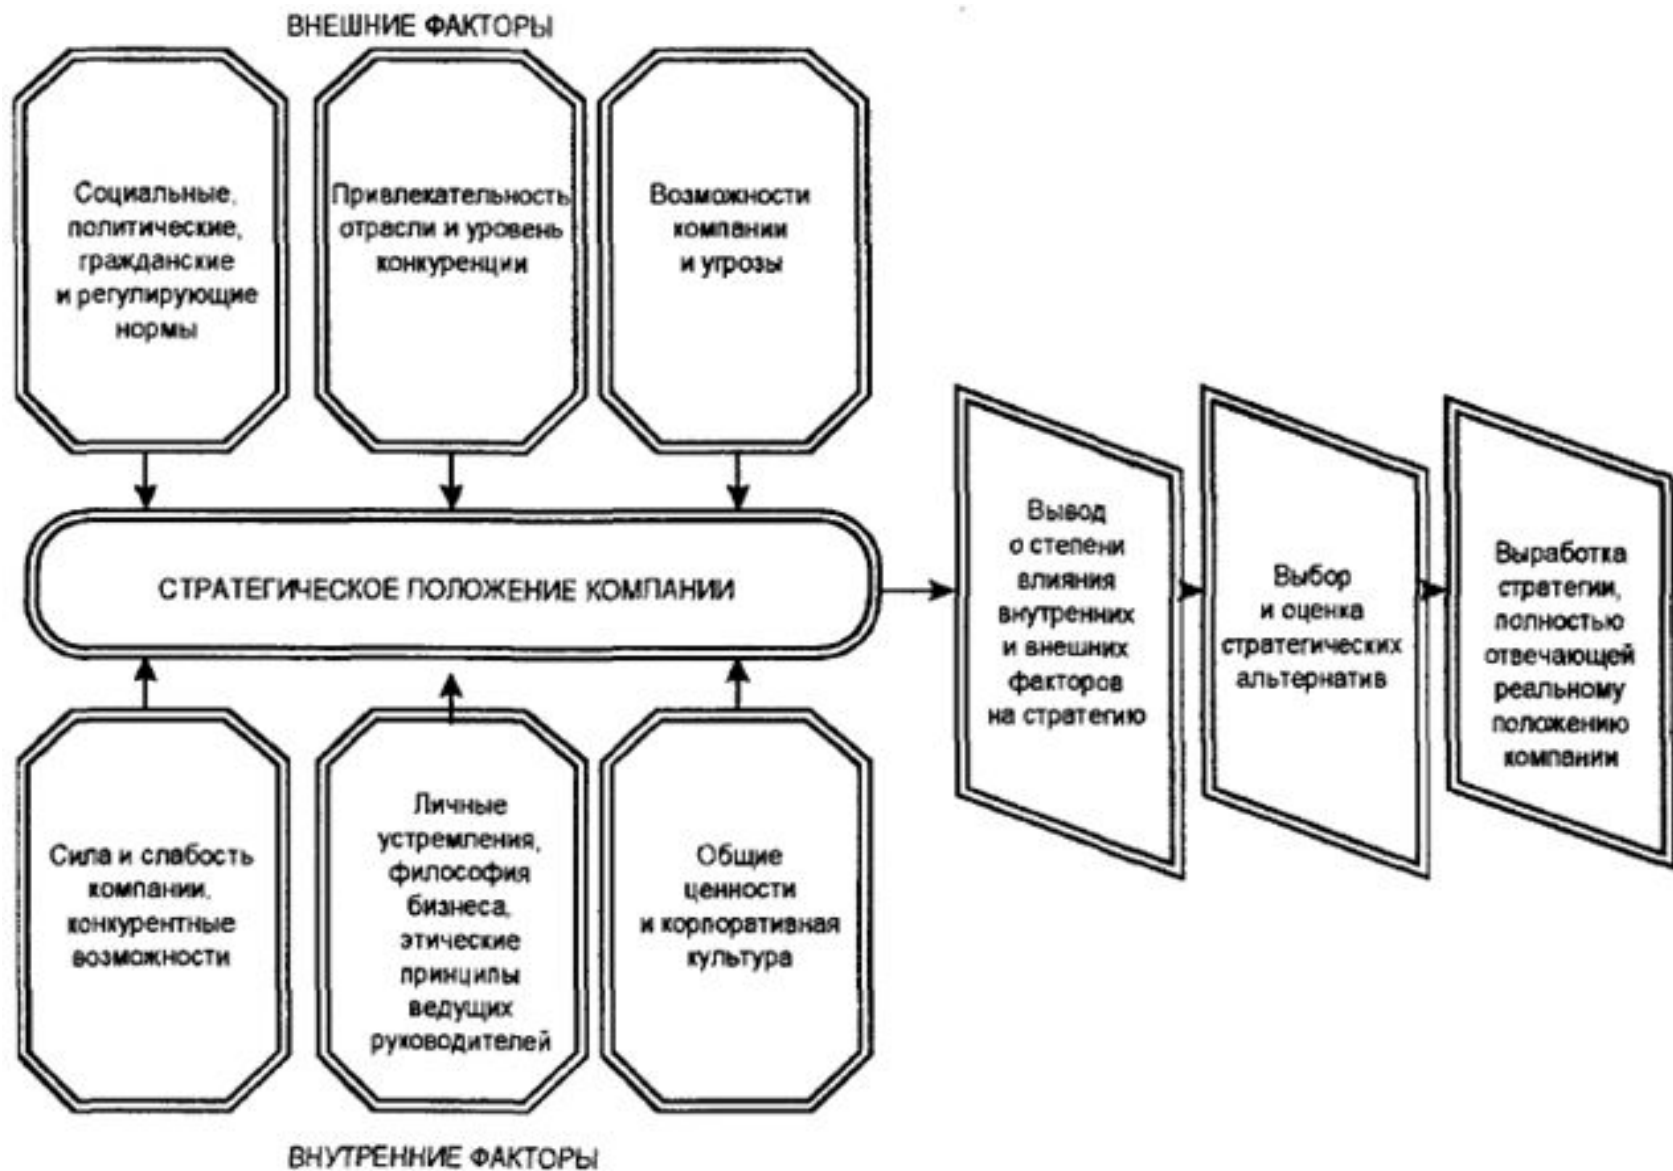 ВНЕШНИЕ ФАКТОРЫ
Социальные,
политические,
гражданские
и регулирующие
нормы
Привлекательность
отрасли и уровень
конкуренции
Возможности
компании
и угрозы
СТРАТЕГИЧЕСКОЕ ПОЛОЖЕНИЕ КОМПАНИИ
Сила и слабость
компании,
конкурентные
возможности
Личные
устремления,
философия
бизнеса,
этические
принципы
ведущих
руководителей
Общие
ценности
и корпоративная
культура
ВНУТРЕННИЕ ФАКТОРЫ
Вывод
о степени
влияния
внутренних
и внешних
факторов
на стратегию
Выбор
и оценка
стратегических
альтернатив
Выработка
стратегии,
полностью
отвечающей
реальному
положению
компании